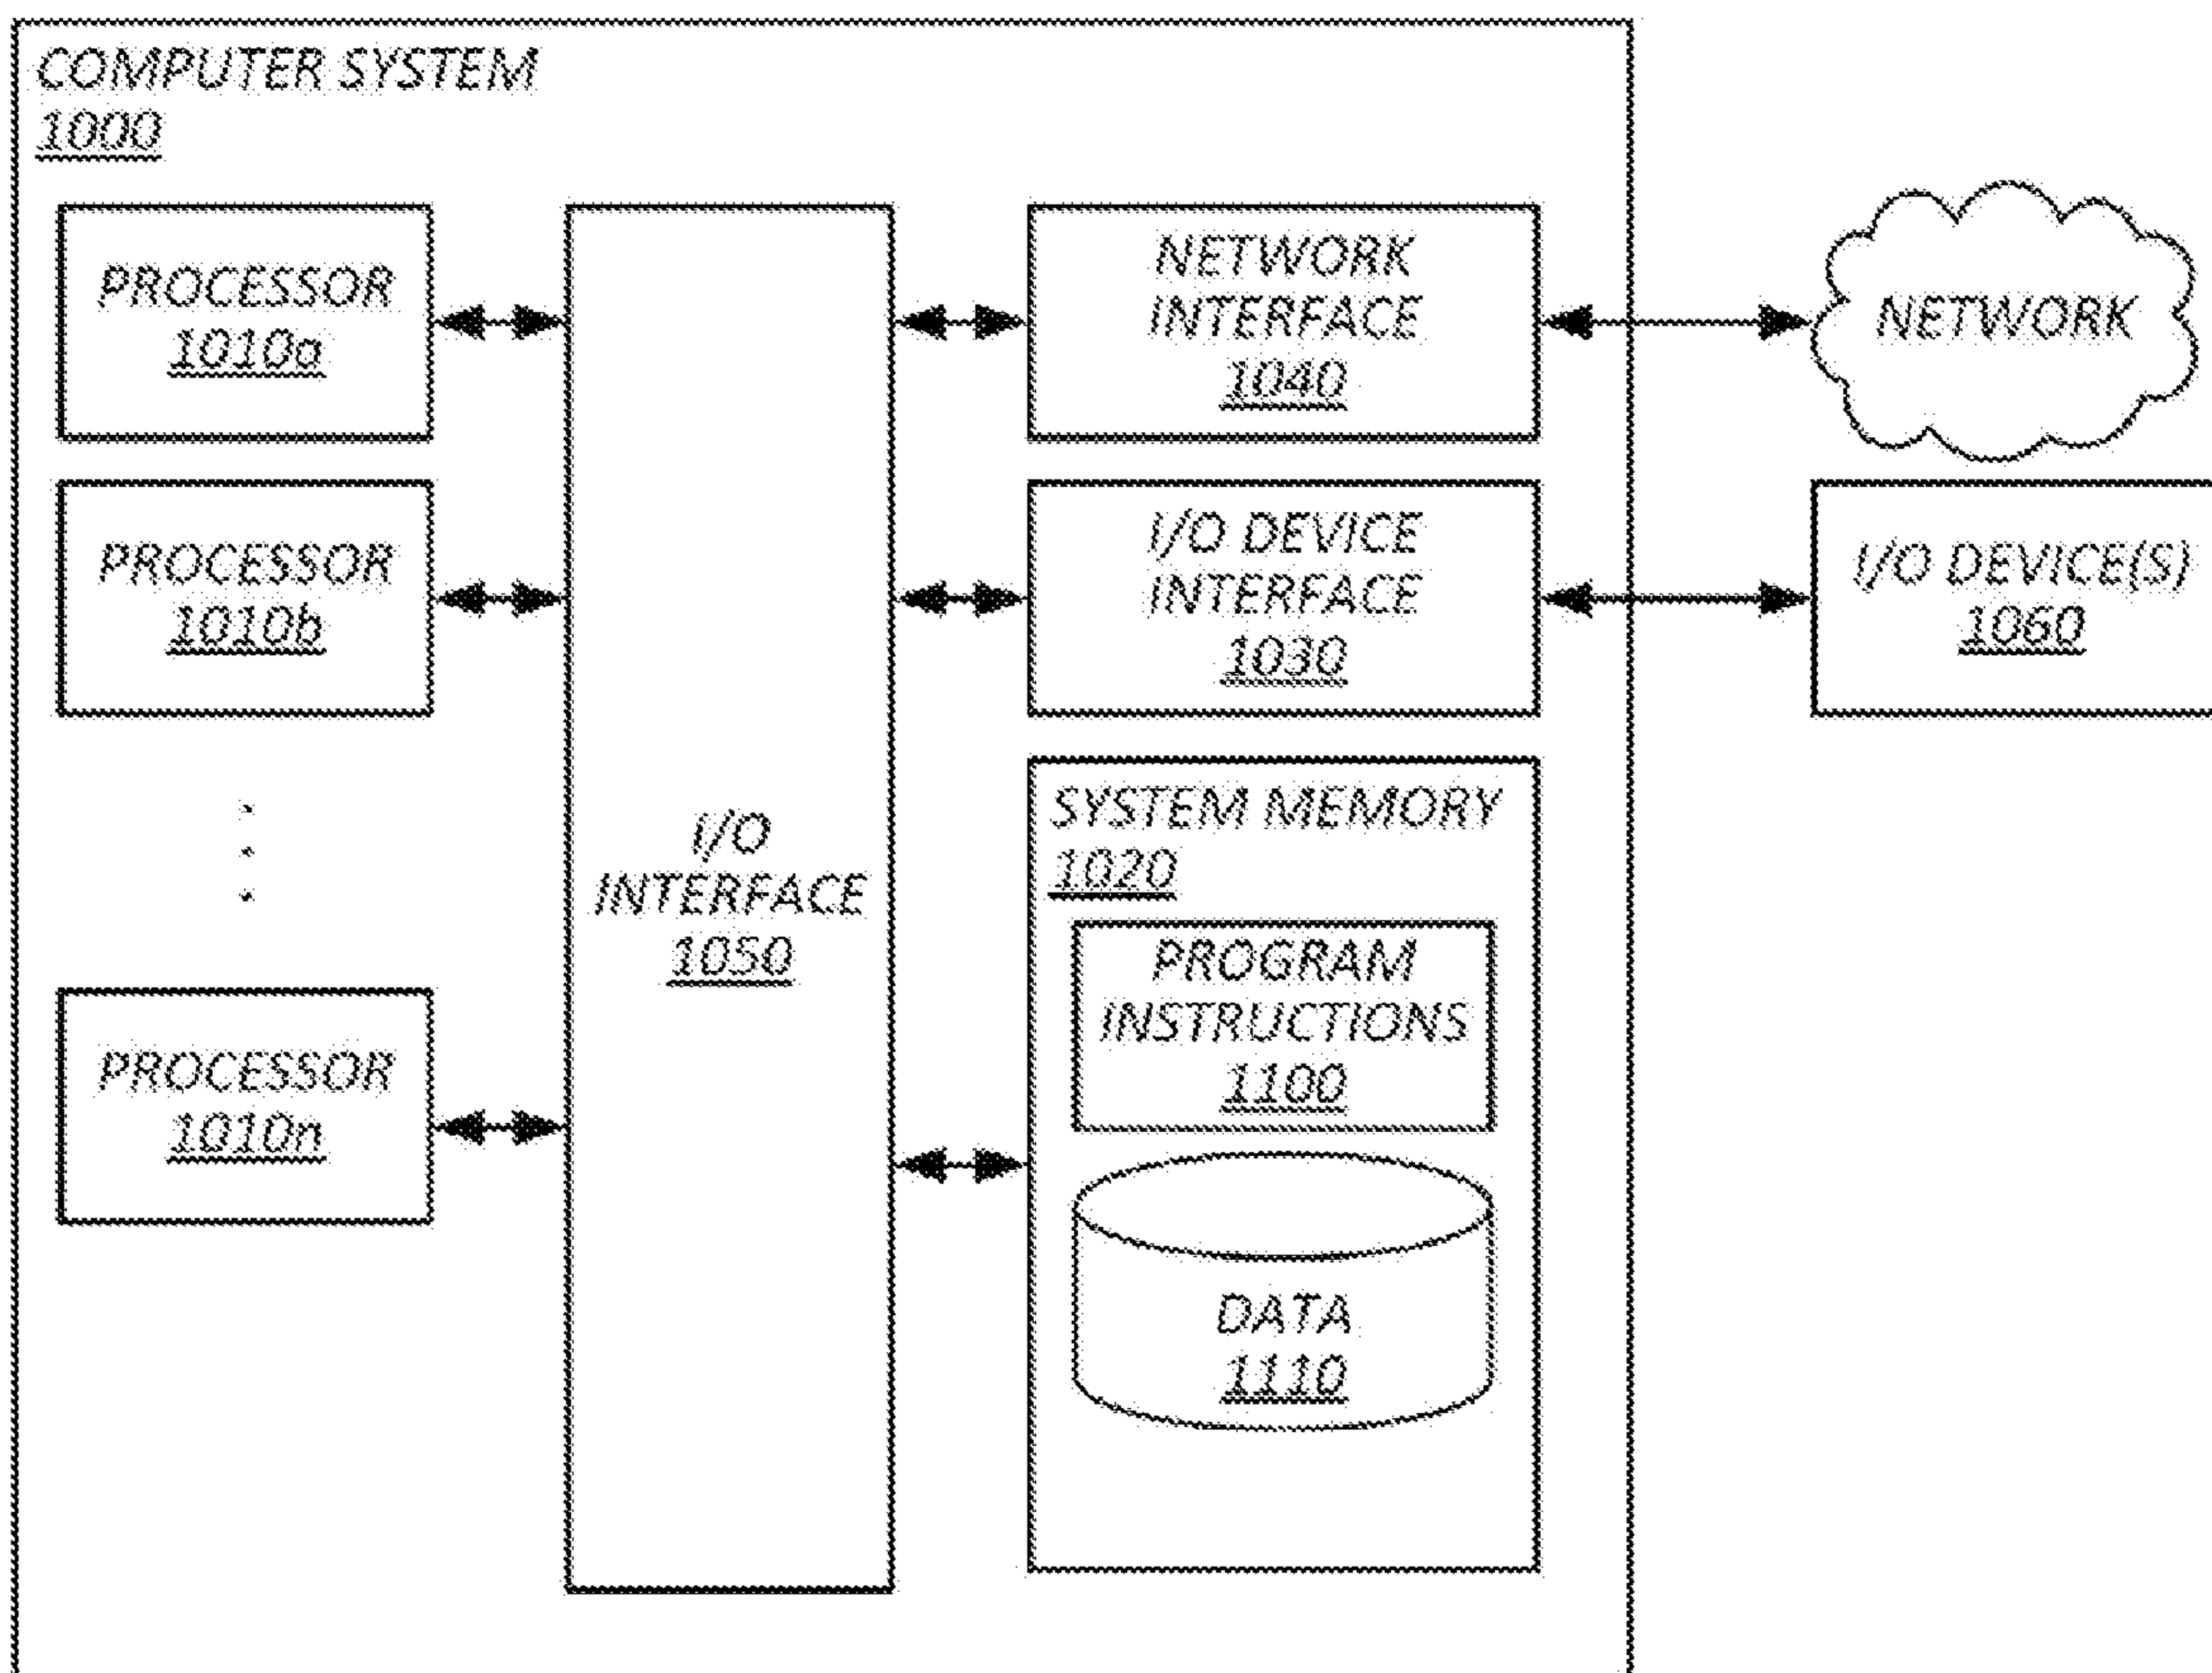 COMPUTER SYSTEM
1000
PROCESSOR
1010a
PROCESSOR
1010b
PROCESSOR
1010n
I/O
INTERFACE
1050
NETWORK
INTERFACE
1040
I/O DEVICE
INTERFACE
1030
SYSTEM MEMORY
1020
PROGRAM
INSTRUCTIONS
1100
DATA
1110
NETWORK
I/O DEVICE(S)
1060